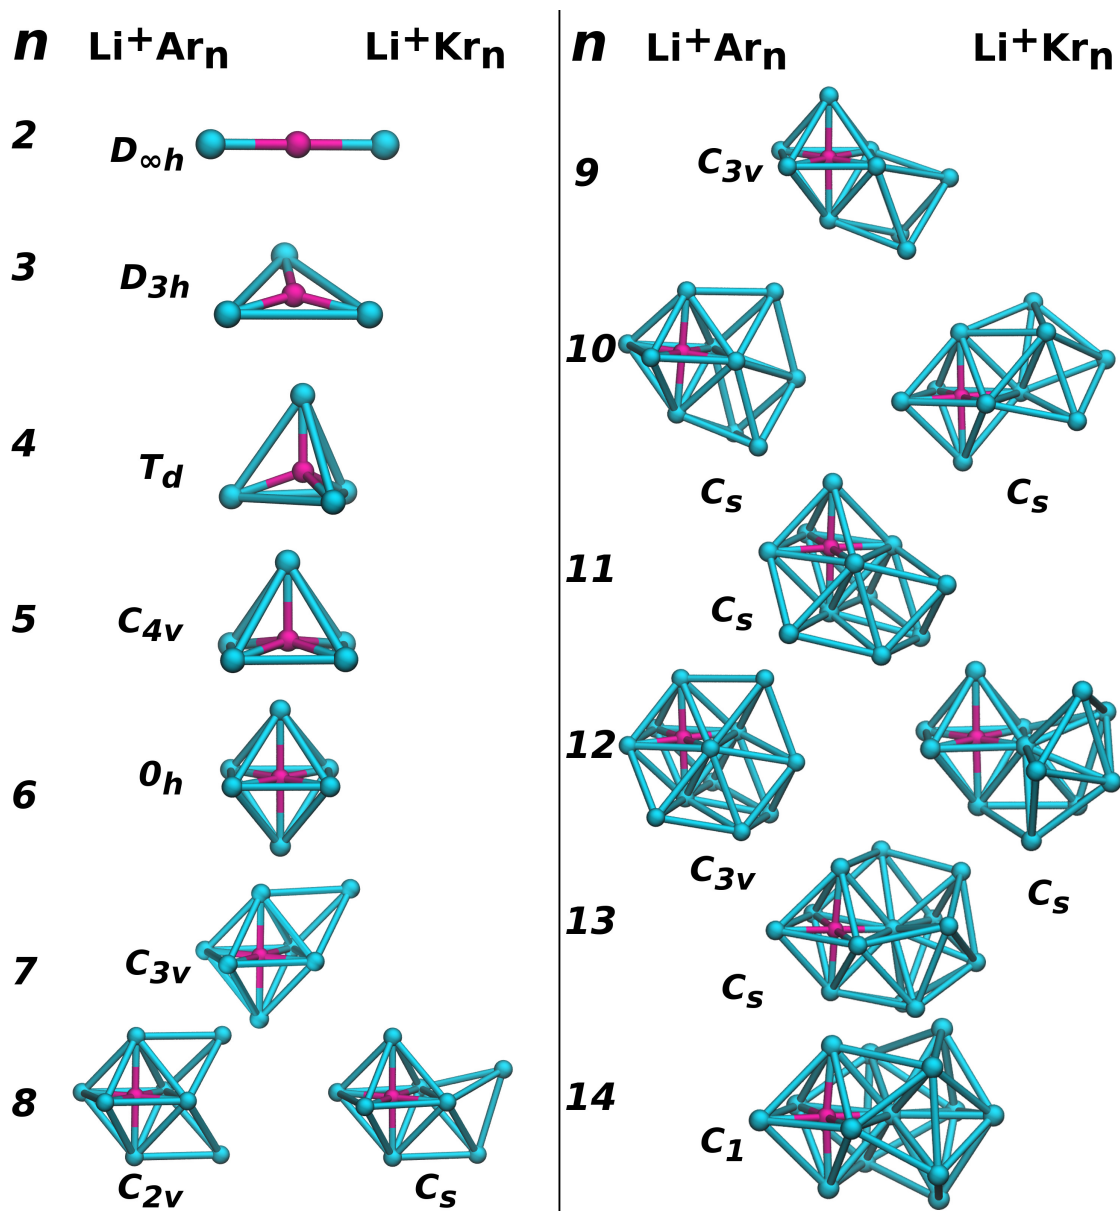 n Li+Arn Li+Krn
2 D∞h
3 D3h
4 Td
5 C4v
6 0h
7 C3v
8
C2v Cs
n Li+Arn Li+Krn
9 C3v
10
Cs Cs
11
Cs
12
C3v Cs
13
Cs
14
C1